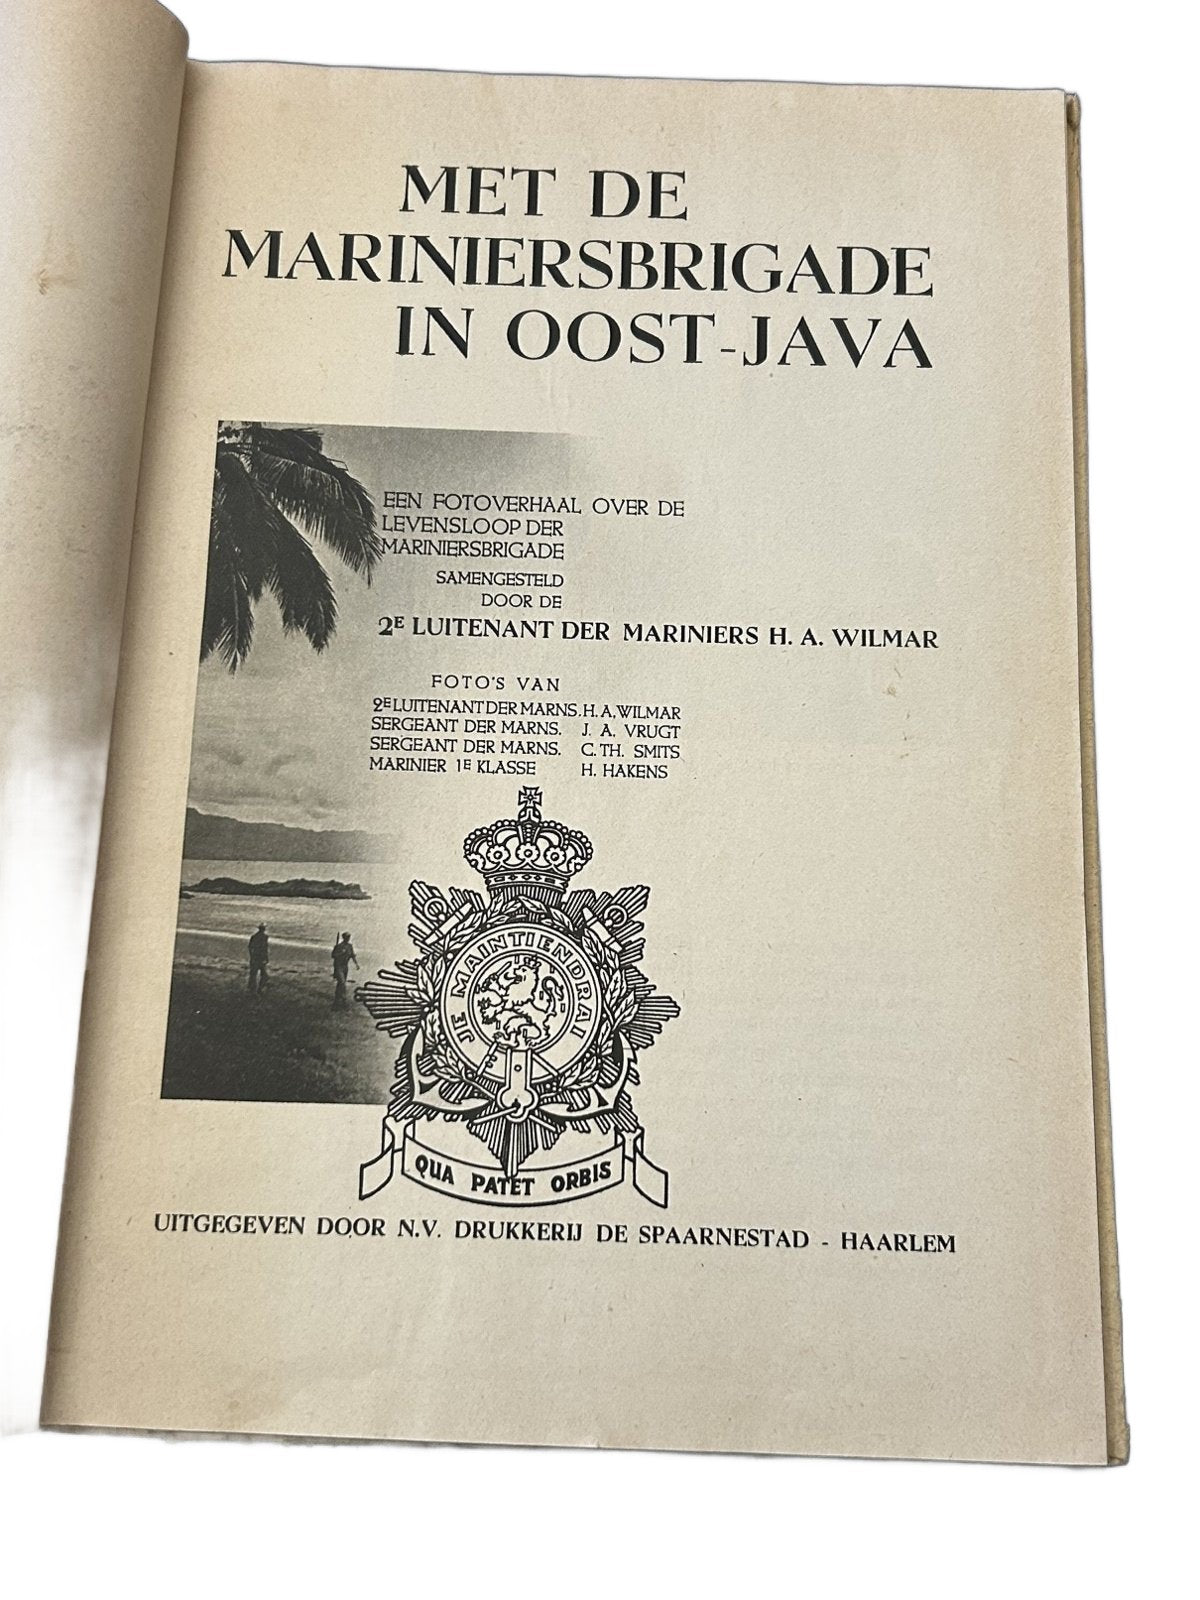 MET DE
MARINIERSBRIGADE
IN OOST-JAVA
EEN FOTOVERHAAL OVER DE
LEVENSLOOP DER
MARINIERSBRIGADE
SAMENGESTELD
DOOR DE
2E LUITENANT DER MARINIERS H. A. WILMAR
FOTO'S VAN
2E LUITENANT DER MARNS. H. A. WILMAR
SERGEANT DER MARNS. J. A. VRUGT
SERGEANT DER MARNS. C. TH. SMITS
MARINIER 1E KLASSE H. HAKENS
JE MAINTIENDRAI
QUA PATET ORBIS
UITGEGEVEN DOOR N.V. DRUKKERIJ DE SPAARNESTAD - HAARLEM